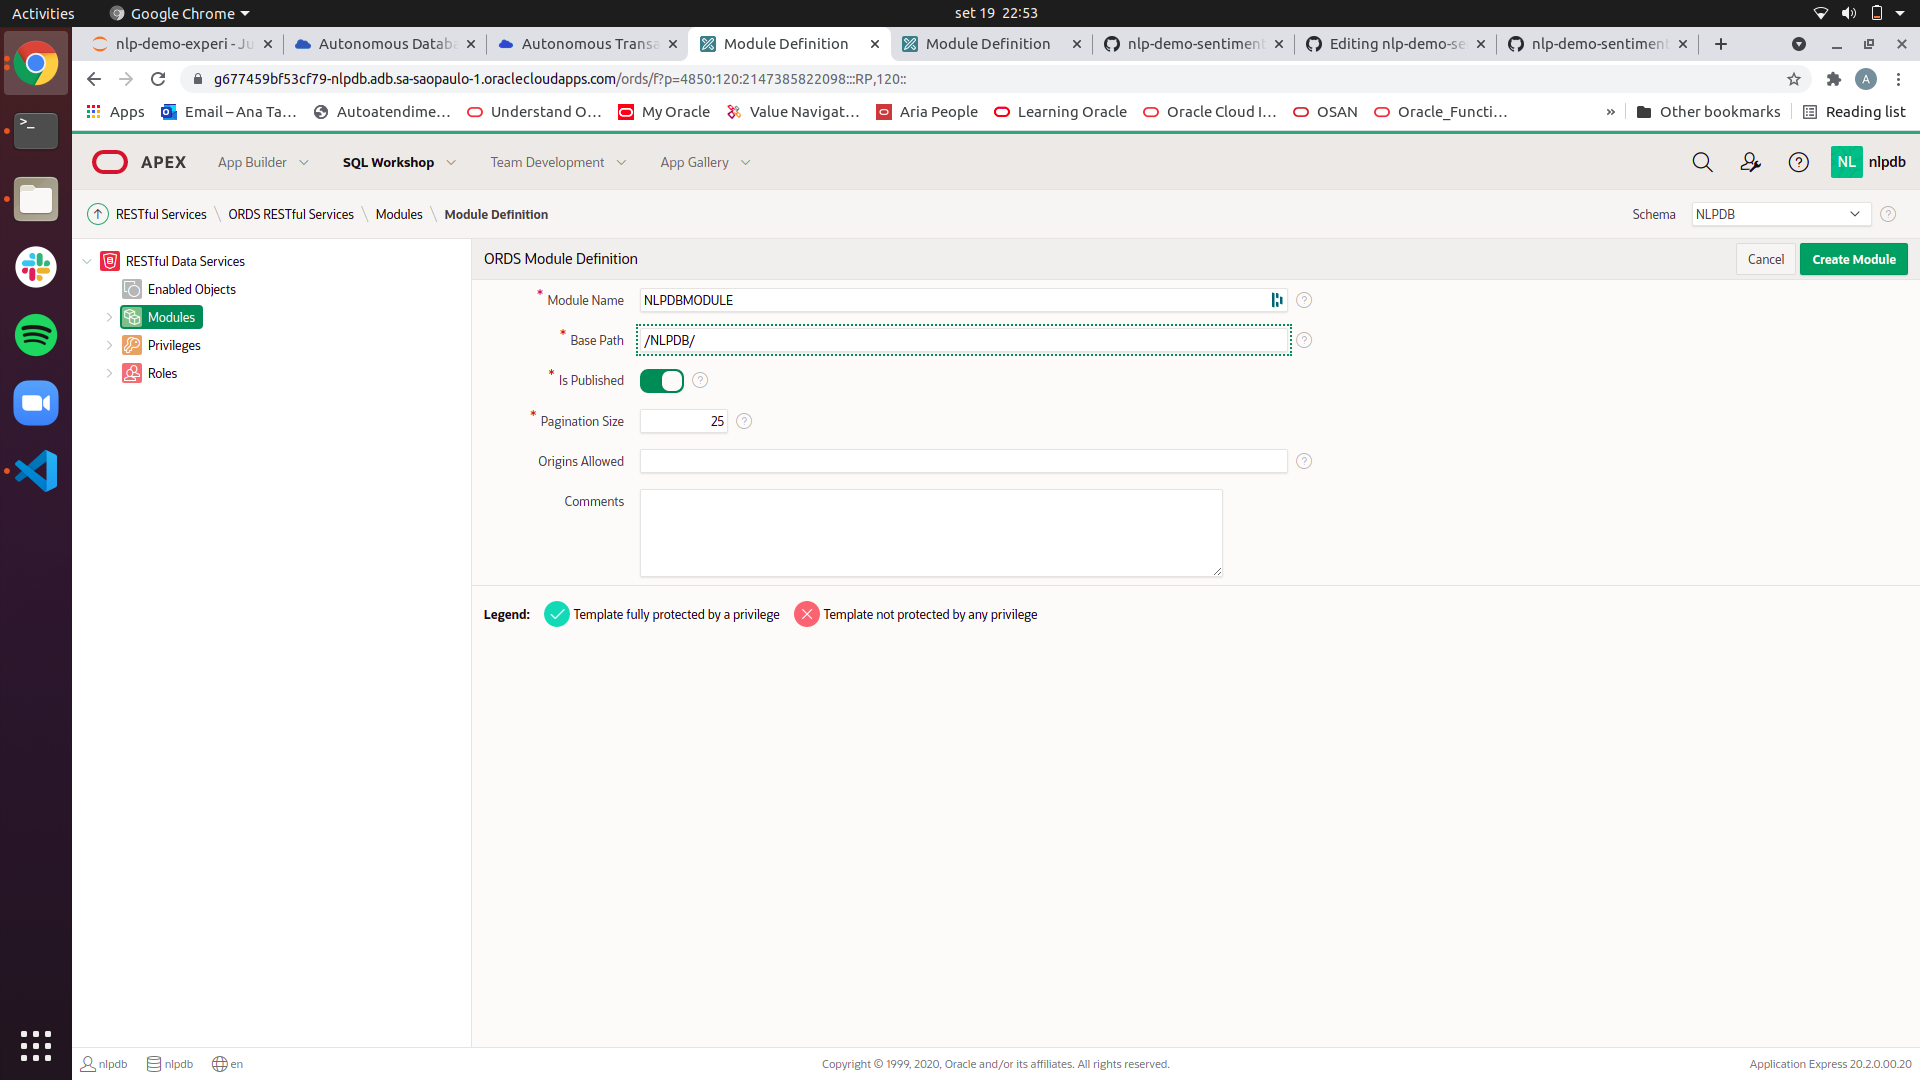 Activities Google Chrome set 19 22:53
nlp-demo-experi - Ju Autonomous Databa Autonomous Transa Module Definition Module Definition nlp-demo-sentiment Editing nlp-demo-se nlp-demo-sentiment
g677459bf53cf79-nlpdb.adb.sa-saopaulo-1.oraclecloudapps.com/ords/f?p=4850:120:2147385822098:::RP,120:: A
Apps Email – Ana Ta... Autoatendime... Understand O... My Oracle Value Navigat... Aria People Learning Oracle Oracle Cloud I... OSAN Oracle_Functi... » Other bookmarks Reading list
APEX App Builder SQL Workshop Team Development App Gallery NL nlpdb
RESTful Services \ ORDS RESTful Services \ Modules \ Module Definition Schema NLPDB
RESTful Data Services
Enabled Objects
Modules
Privileges
Roles
ORDS Module Definition Cancel Create Module
* Module Name NLPDBMODULE
* Base Path /NLPDB/
* Is Published
* Pagination Size 25
Origins Allowed
Comments
Legend: Template fully protected by a privilege Template not protected by any privilege
nlpdb nlpdb en Copyright © 1999, 2020, Oracle and/or its affiliates. All rights reserved. Application Express 20.2.0.00.20